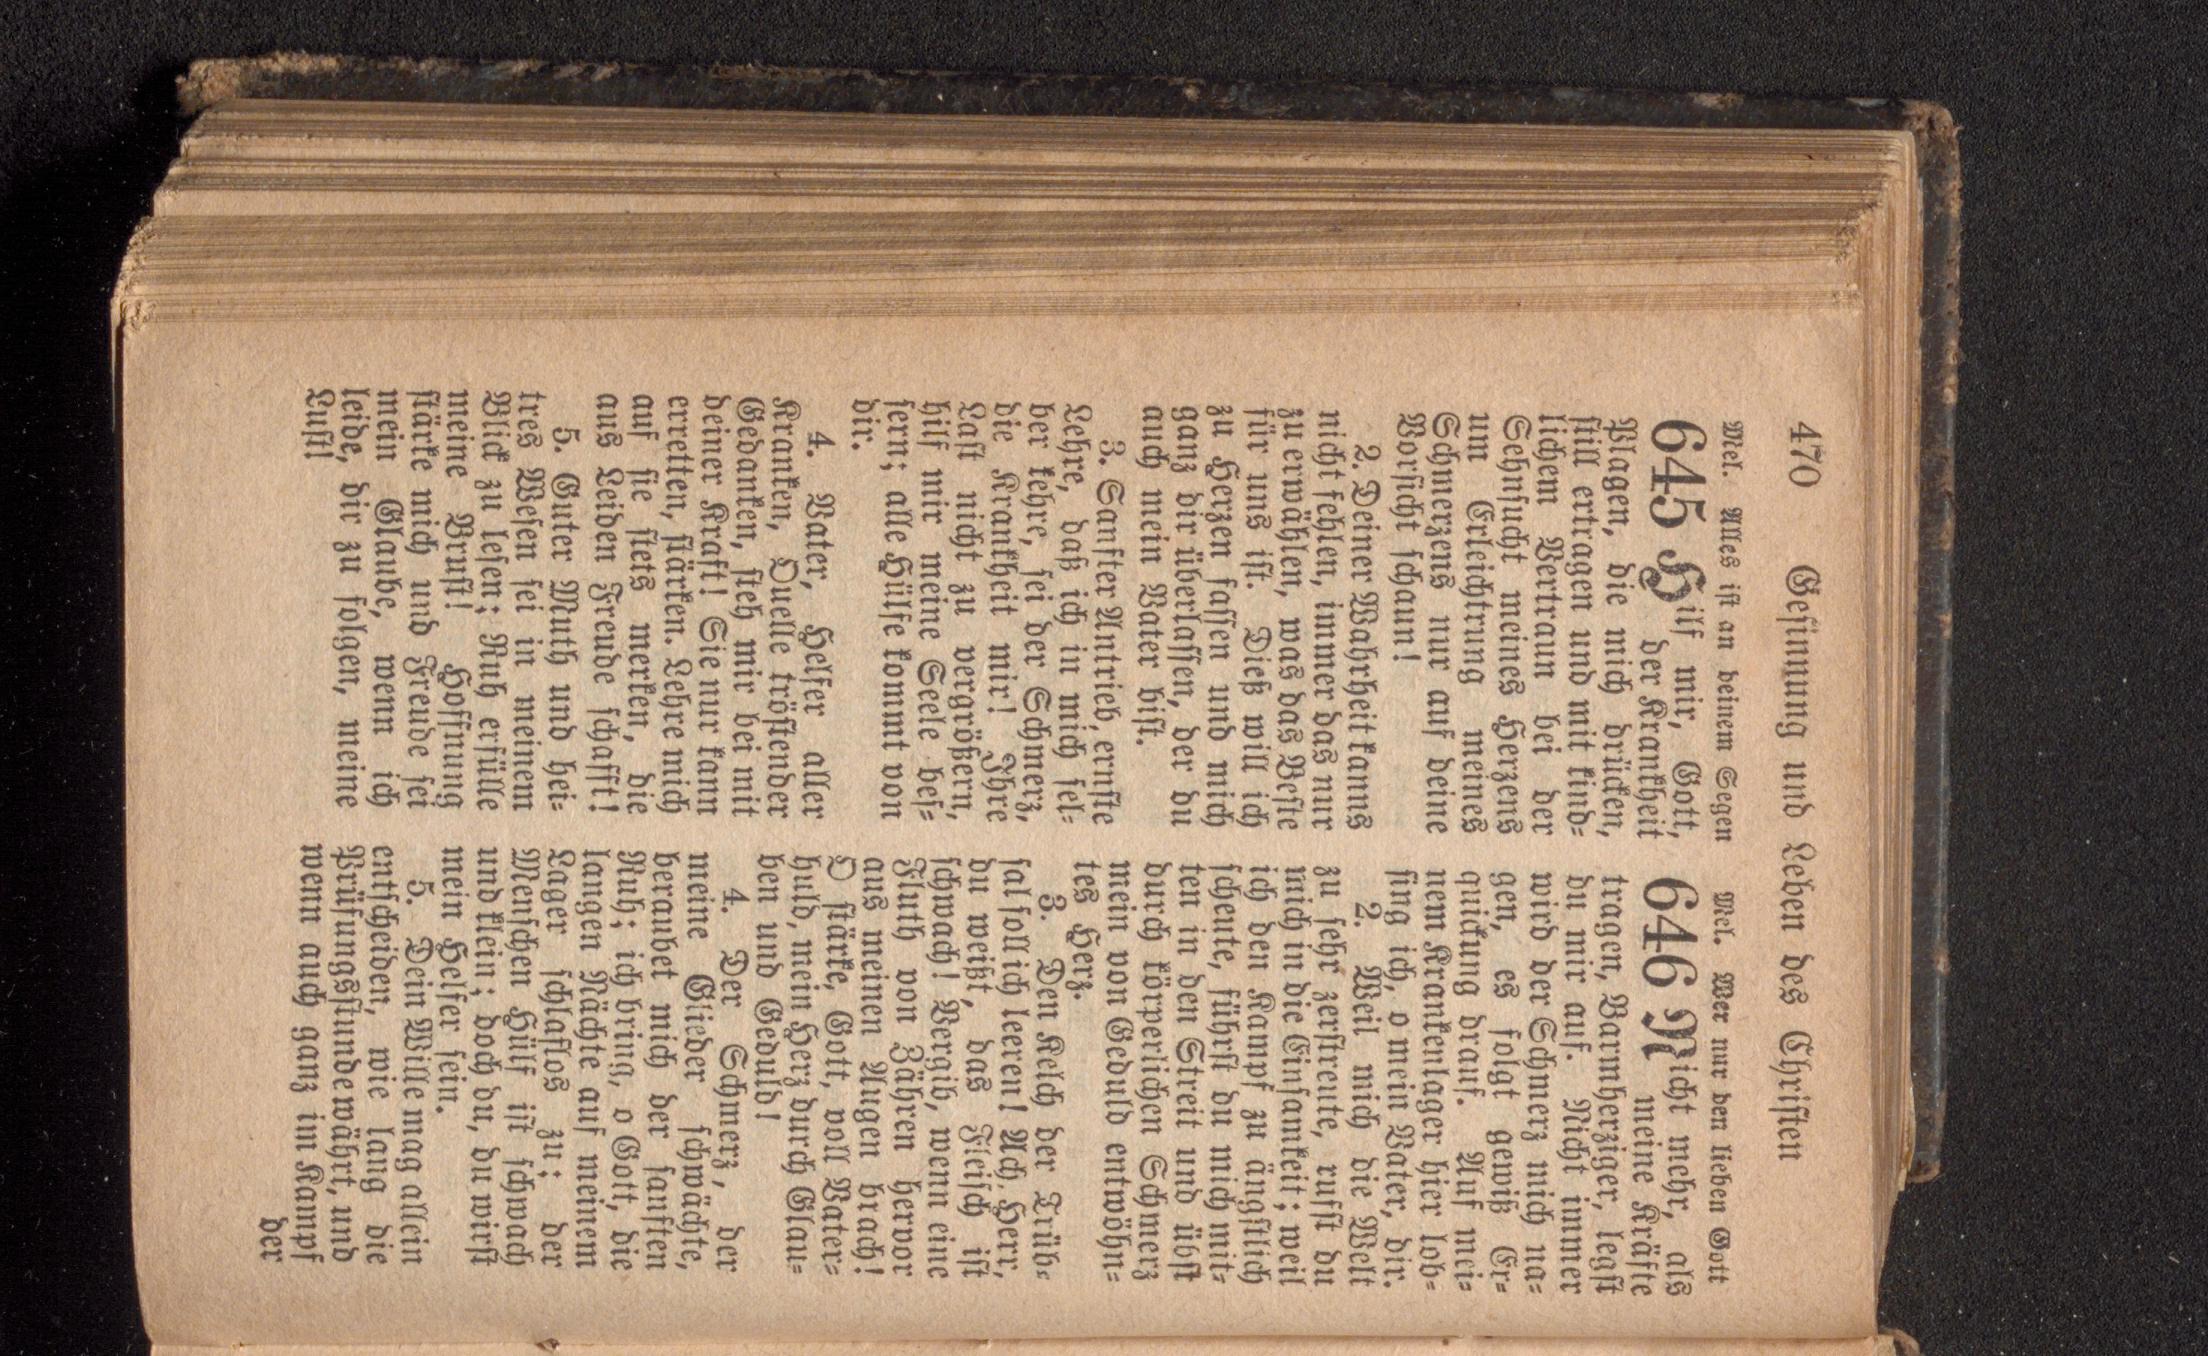 470 Gesinnung und Leben des Christen
Mel. Alles ist an deinem Segen
645 Hilf mir, Gott,
der Krankheit
Plagen, die mich drücken,
still ertragen und mit kind-
lichem Vertraun bei der
Sehnsucht meines Herzens
um Erleichtrung meines
Schmerzens nur auf deine
Vorsicht schaun!
2. Deiner Wahrheit kanns
nicht fehlen, immer das nur
zu erwählen, was das Beste
für uns ist. Dieß will ich
zu Herzen fassen und mich
ganz dir überlassen, der du
auch mein Vater bist.
3. Sanfter Antrieb, ernste
Lehre, daß ich in mich sel-
ber kehre, sei der Schmerz,
die Krankheit mir! Ihre
Last nicht zu vergrößern,
hilf mir meine Seele bes-
sern; alle Hülfe kommt von
dir.
4. Vater, Helfer aller
Kranken, Quelle tröstender
Gedanken, steh mir bei mit
deiner Kraft! Sie nur kann
erretten, stärken. Lehre mich
auf sie stets merken, die
aus Leiden Freude schafft!
5. Guter Muth und hei-
tres Wesen sei in meinem
Blick zu lesen; Ruh erfülle
meine Brust! Hoffnung
stärke mich und Freude sei
mein Glaube, wenn ich
leide, dir zu folgen, meine
Lust!
Mel. Wer nur den lieben Gott
646 Nicht mehr, als
meine Kräfte
tragen, Barmherziger, legst
du mir auf. Nicht immer
wird der Schmerz mich na-
gen, es folgt gewiß Er-
quickung drauf. Auf mei-
nem Krankenlager hier lob-
sing ich, o mein Vater, dir.
2. Weil mich die Welt
zu sehr zerstreute, rufst du
mich in die Einsamkeit; weil
ich den Kampf zu ängstlich
scheute, führst du mich mit-
ten in den Streit und übst
durch körperlichen Schmerz
mein von Geduld entwöhn-
tes Herz.
3. Den Kelch der Trüb-
sal soll ich leeren! Ach Herr,
du weißt, das Fleisch ist
schwach! Vergib, wenn eine
Fluth von Zähren hervor
aus meinen Augen brach!
O stärke, Gott, voll Vater-
huld, mein Herz durch Glau-
ben und Geduld!
4. Der Schmerz, der
meine Glieder schwächte,
beraubet mich der sanften
Ruh; ich bring, o Gott, die
langen Nächte auf meinem
Lager schlaflos zu; der
Menschen Hülf ist schwach
und klein; doch du, du wirst
mein Helfer sein.
5. Dein Wille mag allein
entscheiden, wie lang die
Prüfungsstunde währt, und
wenn auch ganz im Kampf
der